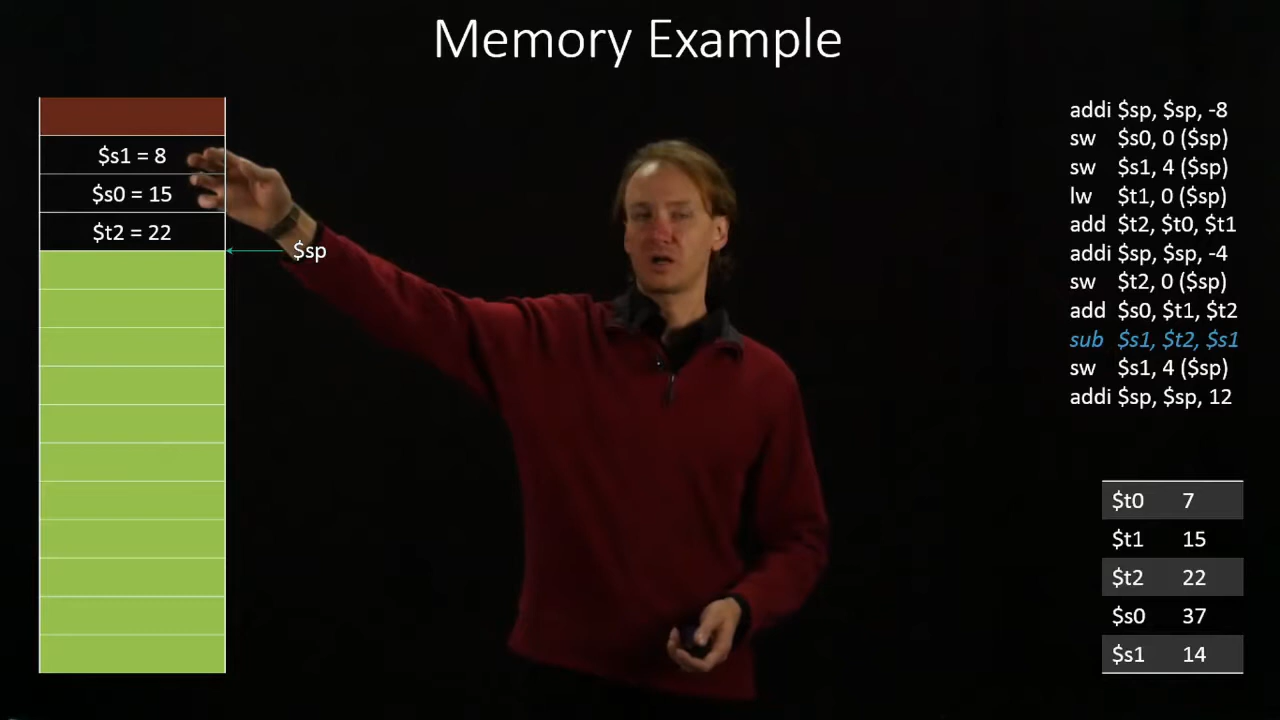 Memory Example
$s1 = 8
$s0 = 15
$t2 = 22
$sp
addi $sp, $sp, -8
sw $s0, 0 ($sp)
sw $s1, 4 ($sp)
lw $t1, 0 ($sp)
add $t2, $t0, $t1
addi $sp, $sp, -4
sw $t2, 0 ($sp)
add $s0, $t1, $t2
sub $s1, $t2, $s1
sw $s1, 4 ($sp)
addi $sp, $sp, 12
$t0 7
$t1 15
$t2 22
$s0 37
$s1 14